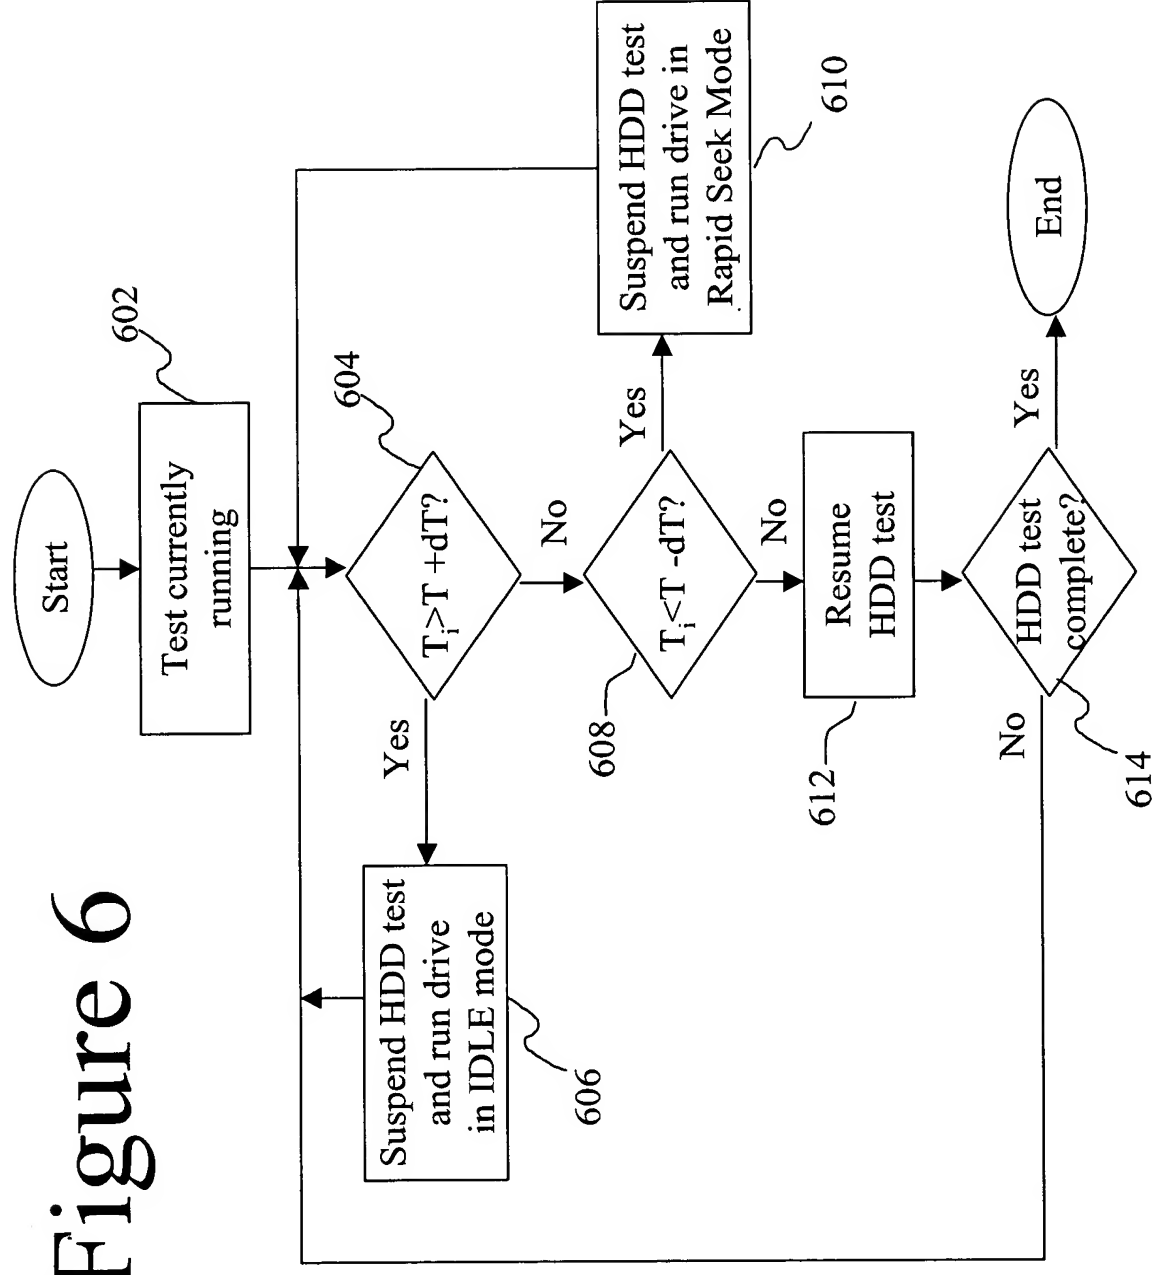 Figure 6
Start
Test currently
running
602
T_i>T +dT?
604
Yes
Suspend HDD test
and run drive
in IDLE mode
606
No
T_i<T -dT?
608
Yes
Suspend HDD test
and run drive in
Rapid Seek Mode
610
No
Resume
HDD test
612
HDD test
complete?
614
No
Yes
End